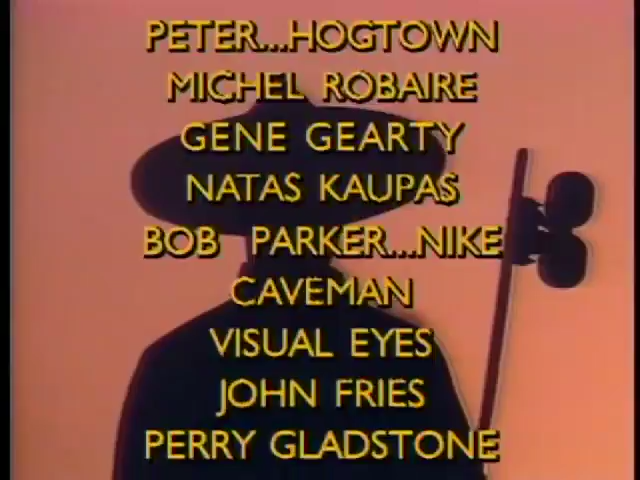 PETER...HOGTOWN
MICHEL ROBAIRE
GENE GEARTY
NATAS KAUPAS
BOB PARKER...NIKE
CAVEMAN
VISUAL EYES
JOHN FRIES
PERRY GLADSTONE